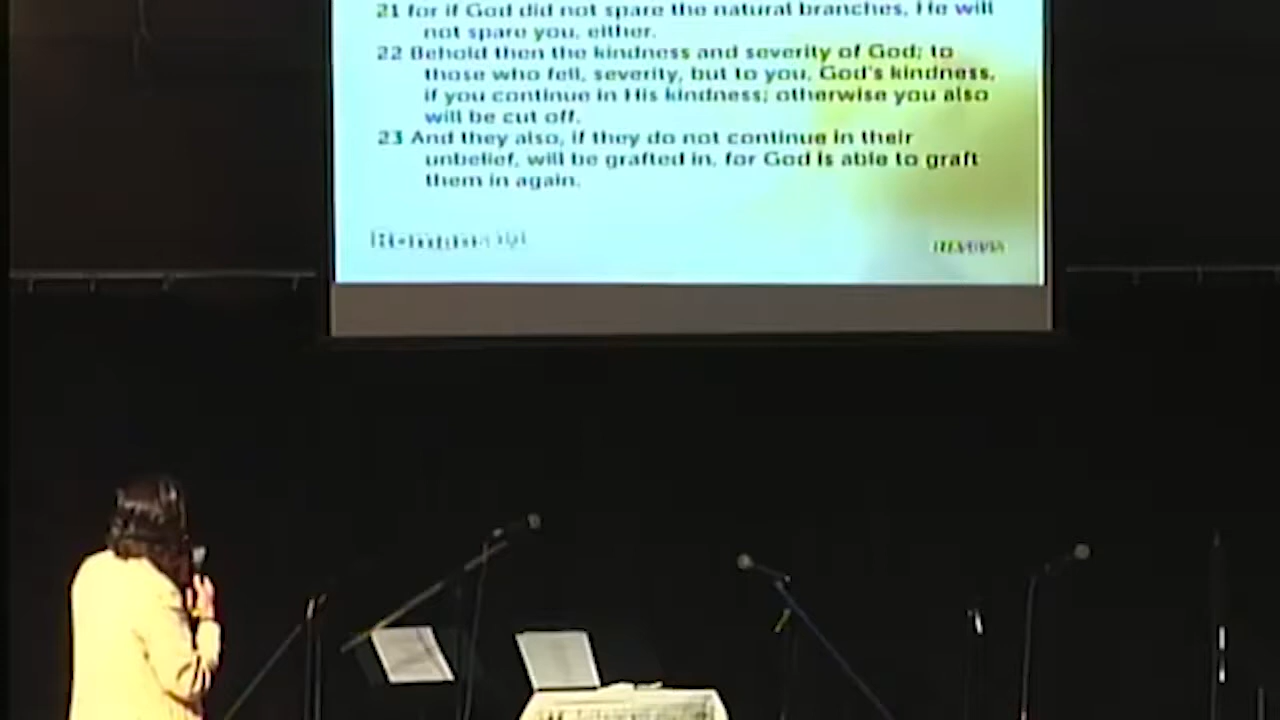 21 for if God did not spare the natural branches, He will
not spare you, either.
22 Behold then the kindness and severity of God; to
those who fell, severity, but to you, God's kindness,
if you continue in His kindness; otherwise you also
will be cut off.
23 And they also, if they do not continue in their
unbelief, will be grafted in, for God is able to graft
them in again.